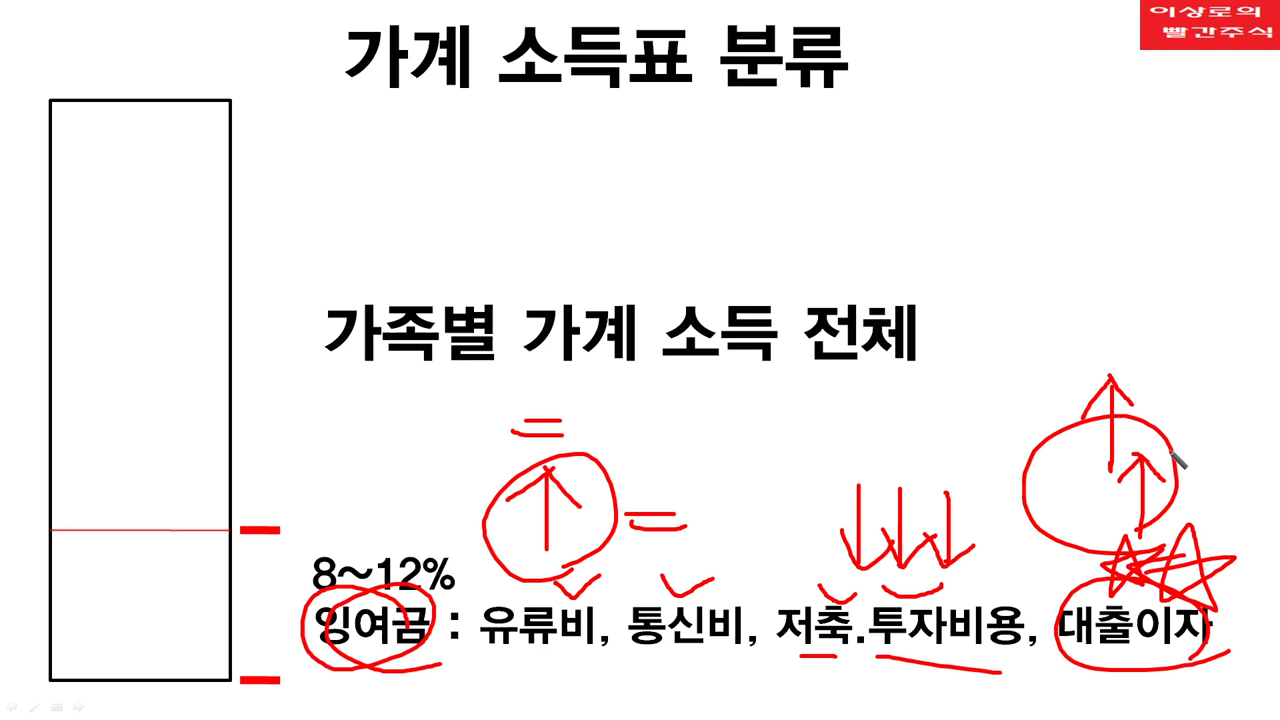 이상로의
빨간주식
가계 소득표 분류
가족별 가계 소득 전체
8~12%
잉여꿈 : 유류비, 통신비, 저축.투자비용, 대출이자